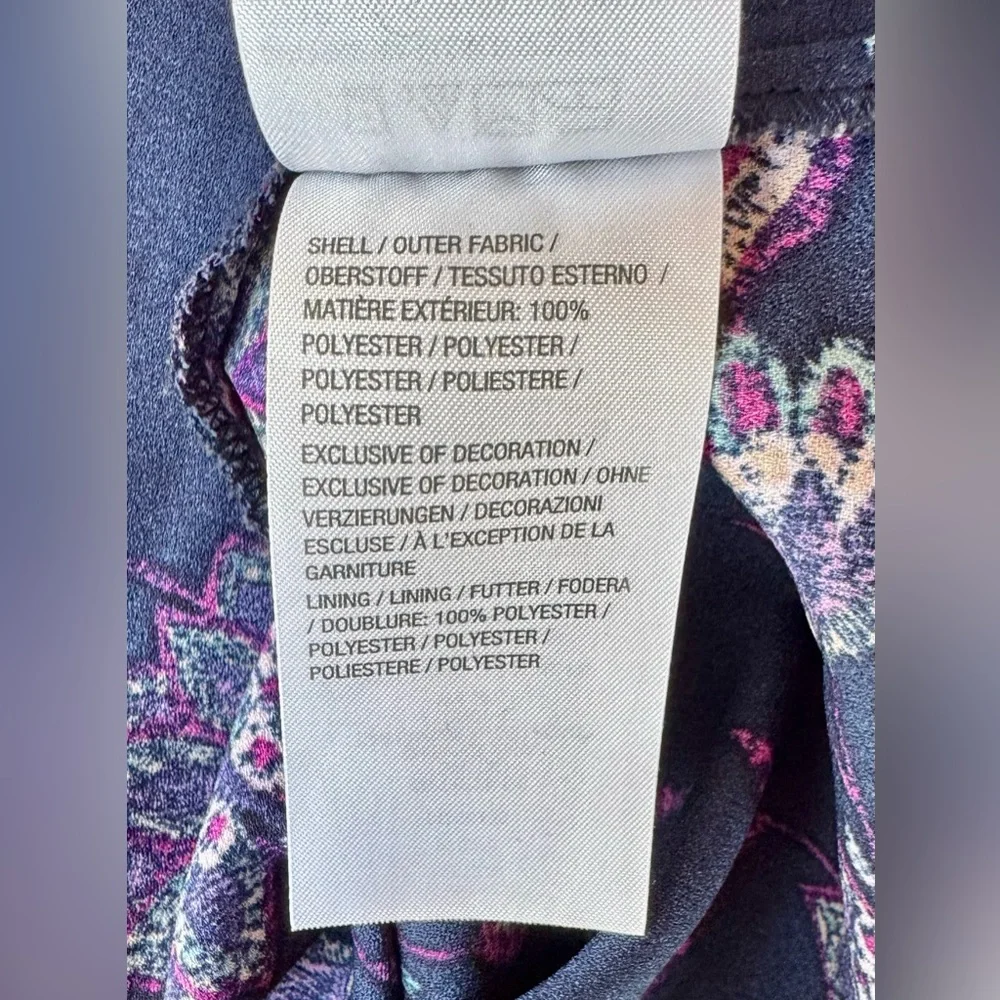 SHELL / OUTER FABRIC /
OBERSTOFF / TESSUTO ESTERNO /
MATIÈRE EXTÉRIEUR: 100%
POLYESTER / POLYESTER /
POLYESTER / POLIESTERE /
POLYESTER
EXCLUSIVE OF DECORATION /
EXCLUSIVE OF DECORATION / OHNE
VERZIERUNGEN / DECORAZIONI
ESCLUSE / À L'EXCEPTION DE LA
GARNITURE
LINING / LINING / FUTTER / FODERA
/ DOUBLURE: 100% POLYESTER /
POLYESTER / POLYESTER /
POLIESTERE / POLYESTER